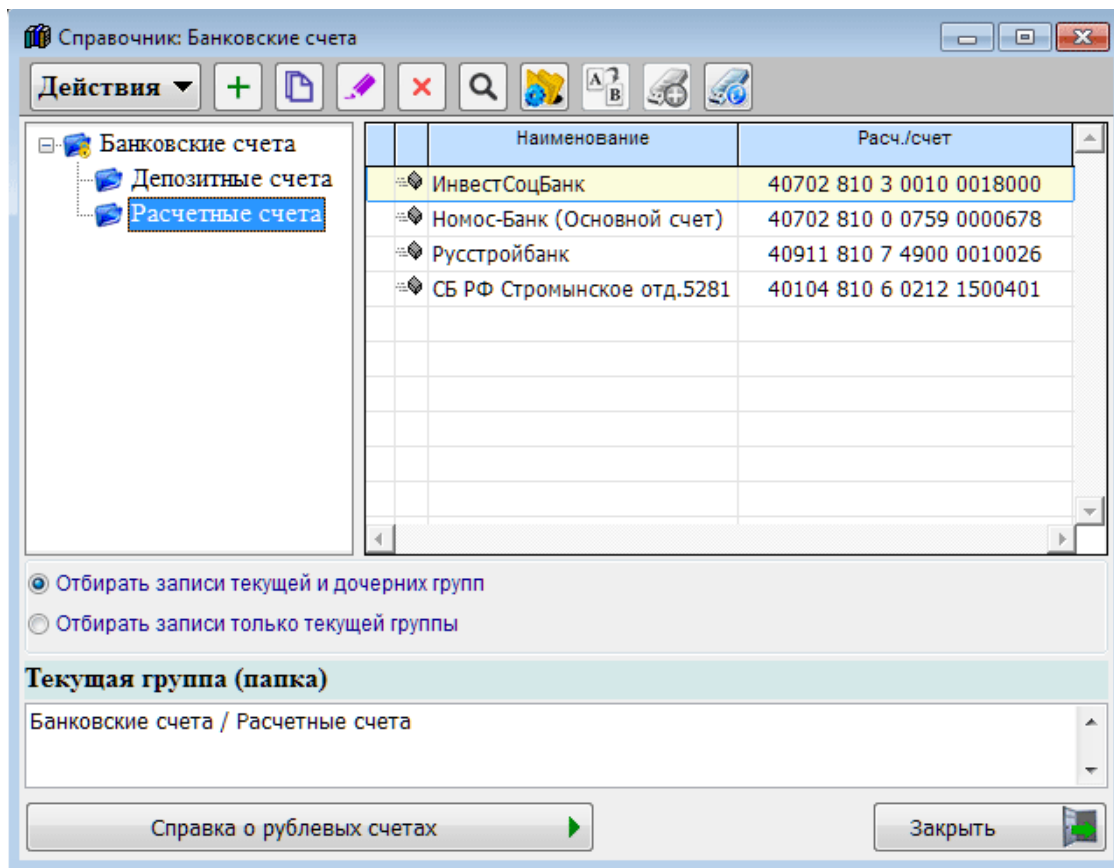 Справочник: Банковские счета
Действия
Банковские счета
Депозитные счета
Расчетные счета
Наименование Расч./счет
ИнвестСоцБанк 40702 810 3 0010 0018000
Номос-Банк (Основной счет) 40702 810 0 0759 0000678
Русстройбанк 40911 810 7 4900 0010026
СБ РФ Стромынское отд.5281 40104 810 6 0212 1500401
Отбирать записи текущей и дочерних групп
Отбирать записи только текущей группы
Текущая группа (папка)
Банковские счета / Расчетные счета
Справка о рублевых счетах Закрыть